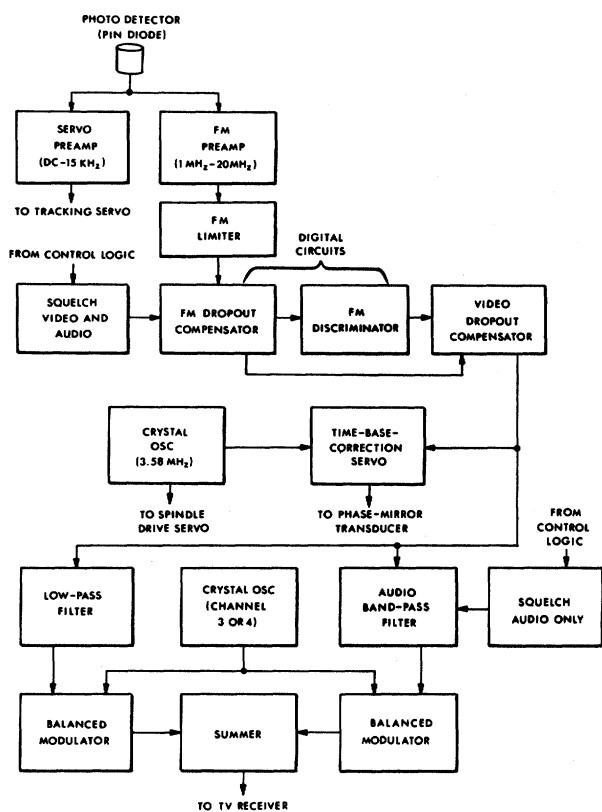 PHOTO DETECTOR
(PIN DIODE)
SERVO
PREAMP
(DC-15 KHz)
FM
PREAMP
(1 MHz-20MHz)
TO TRACKING SERVO
FM
LIMITER
DIGITAL
CIRCUITS
FROM CONTROL LOGIC
SQUELCH
VIDEO AND
AUDIO
FM DROPOUT
COMPENSATOR
FM
DISCRIMINATOR
VIDEO
DROPOUT
COMPENSATOR
CRYSTAL
OSC
(3.58 MHz)
TIME-BASE-
CORRECTION
SERVO
TO SPINDLE
DRIVE SERVO
TO PHASE-MIRROR
TRANSDUCER
FROM
CONTROL
LOGIC
LOW-PASS
FILTER
CRYSTAL OSC
(CHANNEL
3 OR 4)
AUDIO
BAND-PASS
FILTER
SQUELCH
AUDIO ONLY
BALANCED
MODULATOR
SUMMER
BALANCED
MODULATOR
TO TV RECEIVER